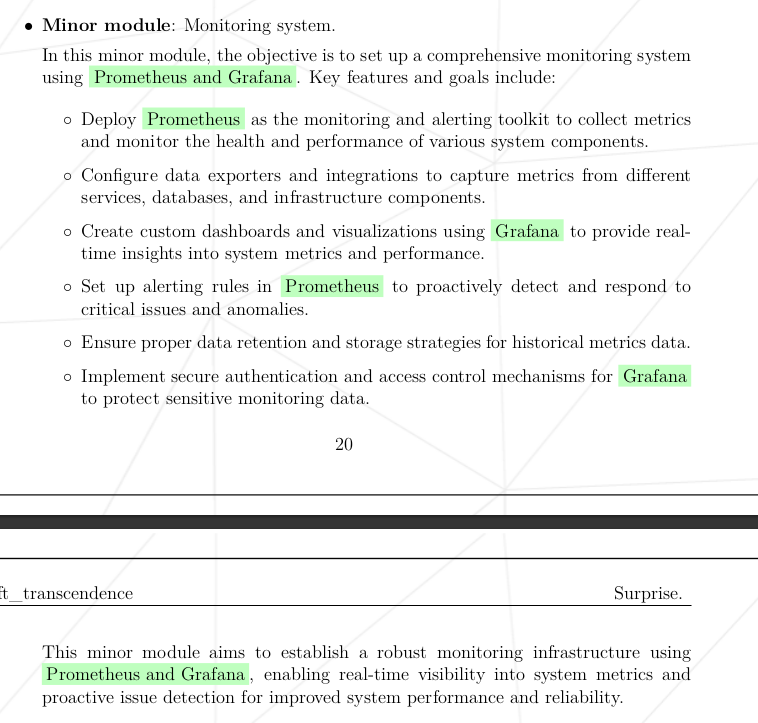 • Minor module: Monitoring system.
In this minor module, the objective is to set up a comprehensive monitoring system
using Prometheus and Grafana. Key features and goals include:
◦ Deploy Prometheus as the monitoring and alerting toolkit to collect metrics
and monitor the health and performance of various system components.
◦ Configure data exporters and integrations to capture metrics from different
services, databases, and infrastructure components.
◦ Create custom dashboards and visualizations using Grafana to provide real-
time insights into system metrics and performance.
◦ Set up alerting rules in Prometheus to proactively detect and respond to
critical issues and anomalies.
◦ Ensure proper data retention and storage strategies for historical metrics data.
◦ Implement secure authentication and access control mechanisms for Grafana
to protect sensitive monitoring data.
20
ft_transcendence Surprise.
This minor module aims to establish a robust monitoring infrastructure using
Prometheus and Grafana, enabling real-time visibility into system metrics and
proactive issue detection for improved system performance and reliability.